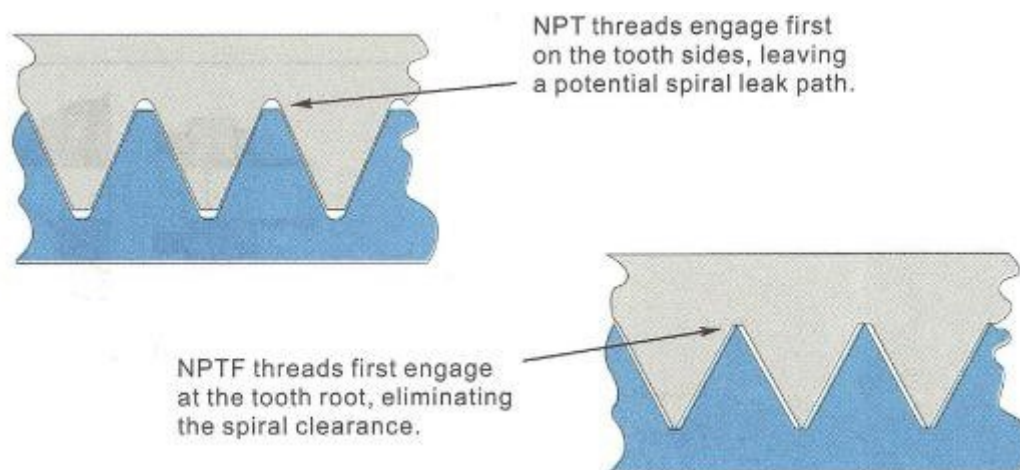 NPT threads engage first
on the tooth sides, leaving
a potential spiral leak path.
NPTF threads first engage
at the tooth root, eliminating
the spiral clearance.